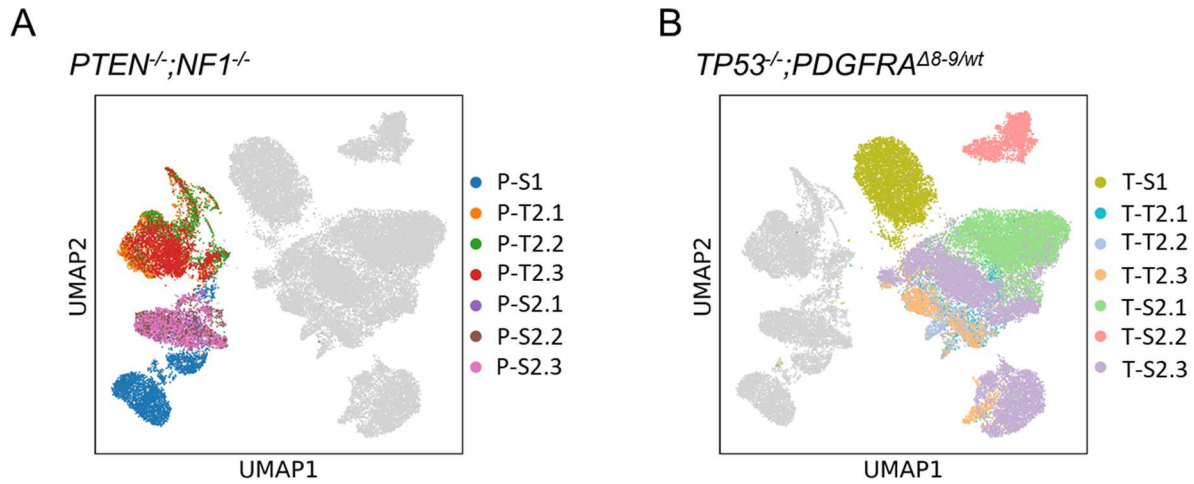 A
PTEN-/-;NF1-/-
UMAP2
UMAP1
P-S1
P-T2.1
P-T2.2
P-T2.3
P-S2.1
P-S2.2
P-S2.3
B
TP53-/-;PDGFRAΔ8-9/wt
UMAP2
UMAP1
T-S1
T-T2.1
T-T2.2
T-T2.3
T-S2.1
T-S2.2
T-S2.3